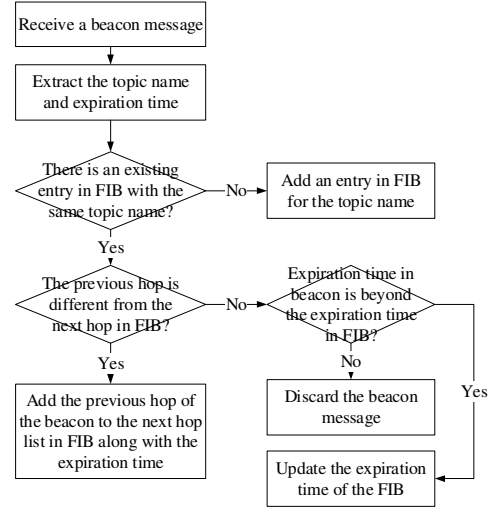 Receive a beacon message
Extract the topic name
and expiration time
There is an existing
entry in FIB with the
same topic name?
No
Add an entry in FIB
for the topic name
Yes
The previous hop is
different from the
next hop in FIB?
No
Expiration time in
beacon is beyond
the expiration time
in FIB?
Yes
No
Yes
Add the previous hop of
the beacon to the next hop
list in FIB along with the
expiration time
Discard the beacon
message
Update the expiration
time of the FIB